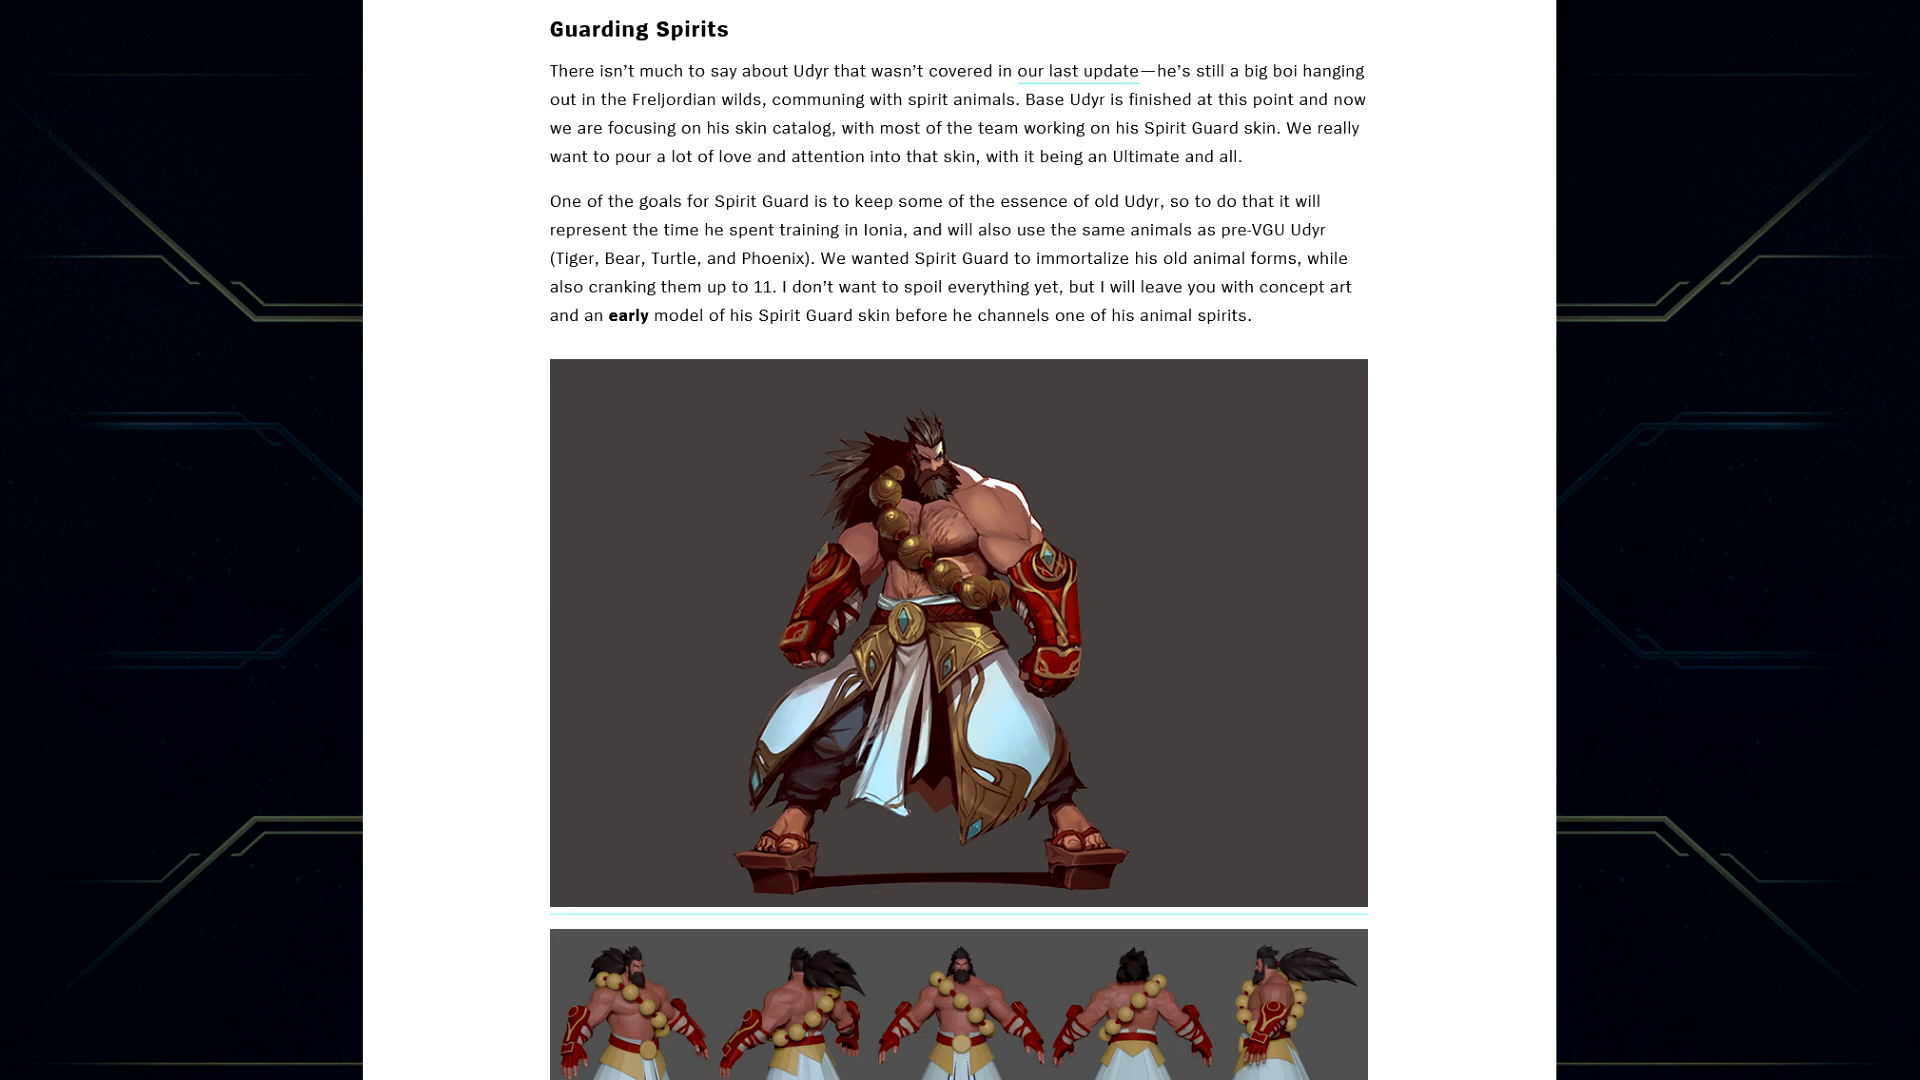 Guarding Spirits
There isn’t much to say about Udyr that wasn’t covered in our last update—he’s still a big boi hanging
out in the Freljordian wilds, communing with spirit animals. Base Udyr is finished at this point and now
we are focusing on his skin catalog, with most of the team working on his Spirit Guard skin. We really
want to pour a lot of love and attention into that skin, with it being an Ultimate and all.
One of the goals for Spirit Guard is to keep some of the essence of old Udyr, so to do that it will
represent the time he spent training in Ionia, and will also use the same animals as pre-VGU Udyr
(Tiger, Bear, Turtle, and Phoenix). We wanted Spirit Guard to immortalize his old animal forms, while
also cranking them up to 11. I don’t want to spoil everything yet, but I will leave you with concept art
and an early model of his Spirit Guard skin before he channels one of his animal spirits.